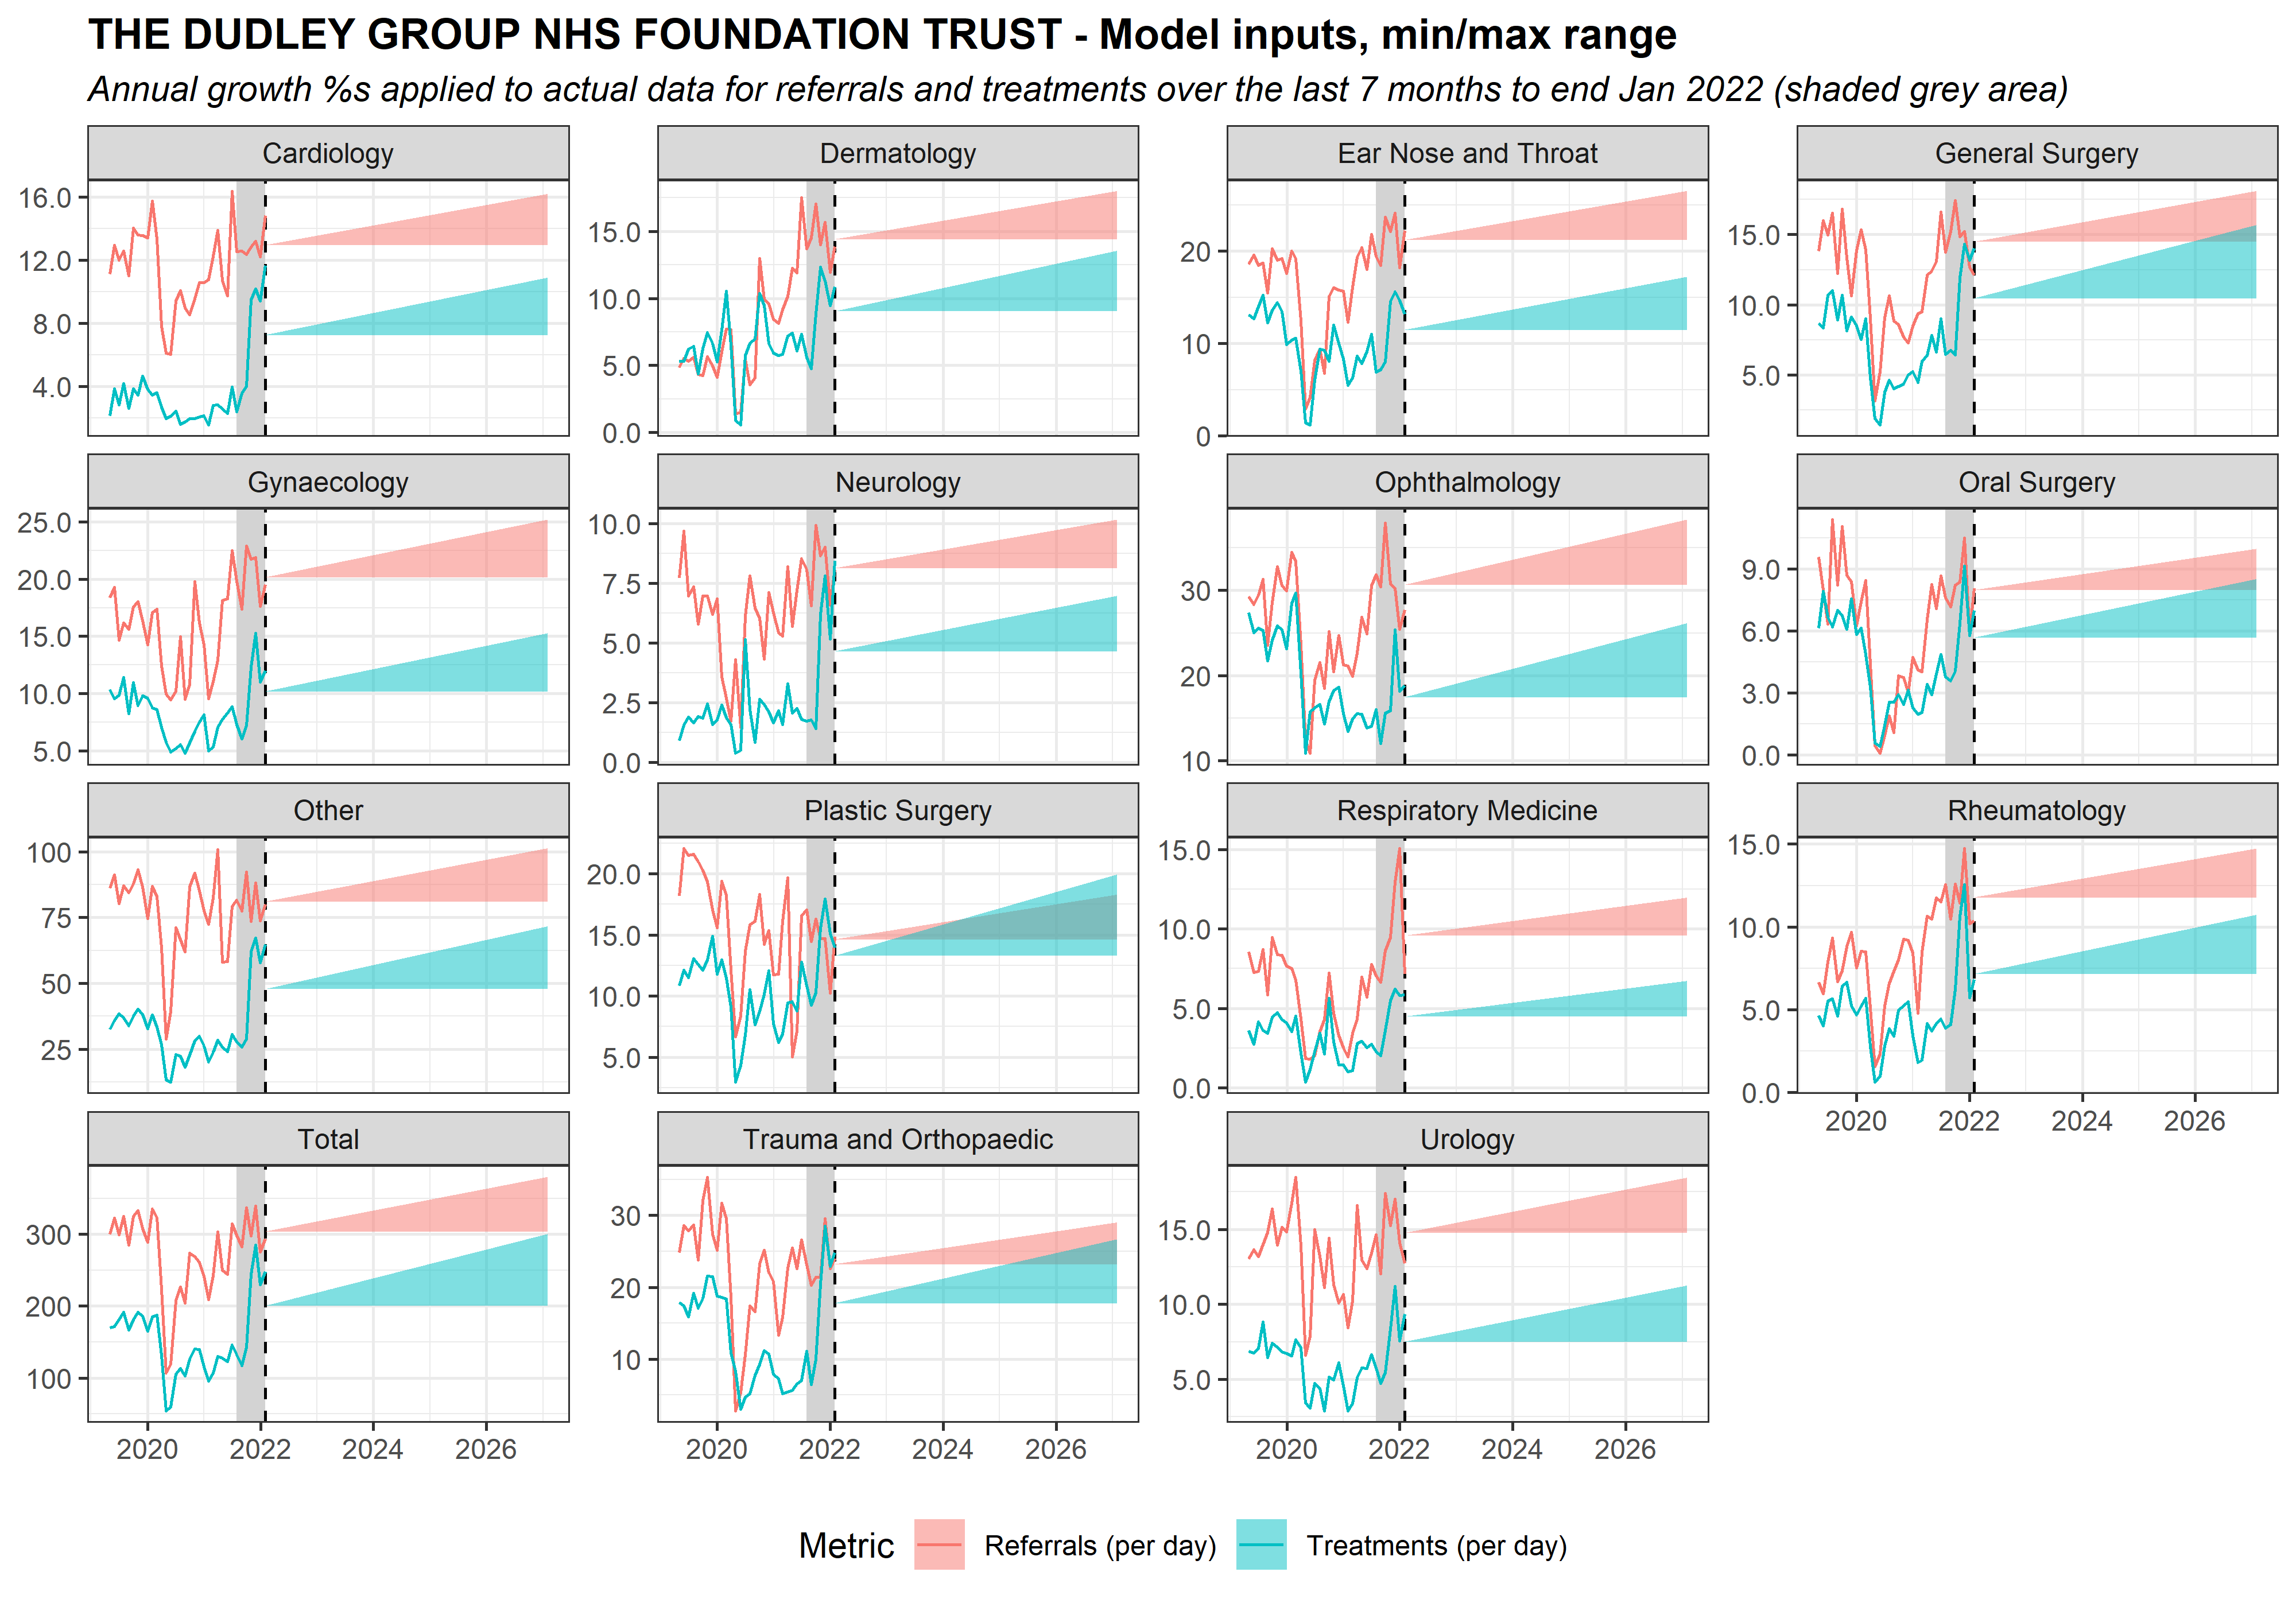 THE DUDLEY GROUP NHS FOUNDATION TRUST - Model inputs, min/max range
Annual growth %s applied to actual data for referrals and treatments over the last 7 months to end Jan 2022 (shaded grey area)
Cardiology
16.0
12.0
8.0
4.0
Dermatology
15.0
10.0
5.0
0.0
Ear Nose and Throat
20
10
0
General Surgery
15.0
10.0
5.0
Gynaecology
25.0
20.0
15.0
10.0
5.0
Neurology
10.0
7.5
5.0
2.5
0.0
Ophthalmology
30
20
10
Oral Surgery
9.0
6.0
3.0
0.0
Other
100
75
50
25
Plastic Surgery
20.0
15.0
10.0
5.0
Respiratory Medicine
15.0
10.0
5.0
0.0
Rheumatology
15.0
10.0
5.0
0.0
2020 2022 2024 2026
Total
300
200
100
2020 2022 2024 2026
Trauma and Orthopaedic
30
20
10
2020 2022 2024 2026
Urology
15.0
10.0
5.0
2020 2022 2024 2026
Metric Referrals (per day) Treatments (per day)